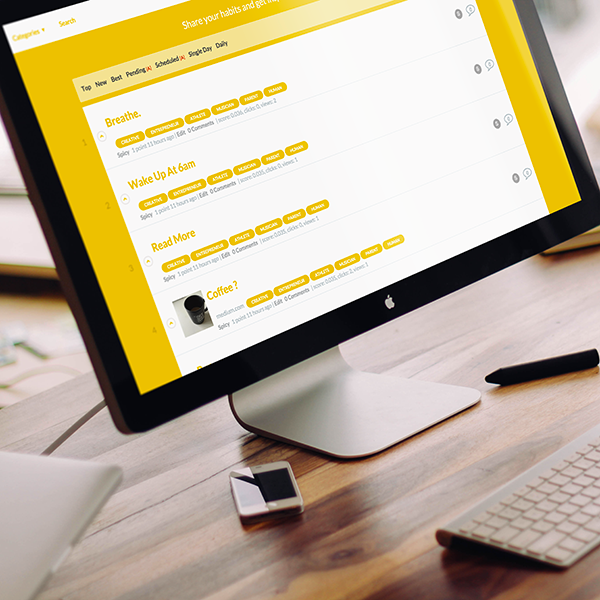 Categories Search
Share your habits and get
Top New Best Pending (4) Scheduled (4) Single Day Daily
1
Breathe.
CREATIVE ENTREPRENEUR ATHLETE MUSICIAN PARENT HUMAN
Spicy 1 point 11 hours ago | Edit 0 Comments | score: 0.036, clicks: 0, views: 2
2
Wake Up At 6am
CREATIVE ENTREPRENEUR ATHLETE MUSICIAN PARENT HUMAN
Spicy 1 point 11 hours ago | Edit 0 Comments | score: 0.035, clicks: 0, views: 1
3
Read More
CREATIVE ENTREPRENEUR ATHLETE MUSICIAN PARENT HUMAN
Spicy 1 point 11 hours ago | Edit 0 Comments | score: 0.035, clicks: 0, views: 1
4
Coffee ?
medium.com CREATIVE ENTREPRENEUR ATHLETE MUSICIAN PARENT HUMAN
Spicy 1 point 11 hours ago | Edit 0 Comments | score: 0.035, clicks: 2, views: 1